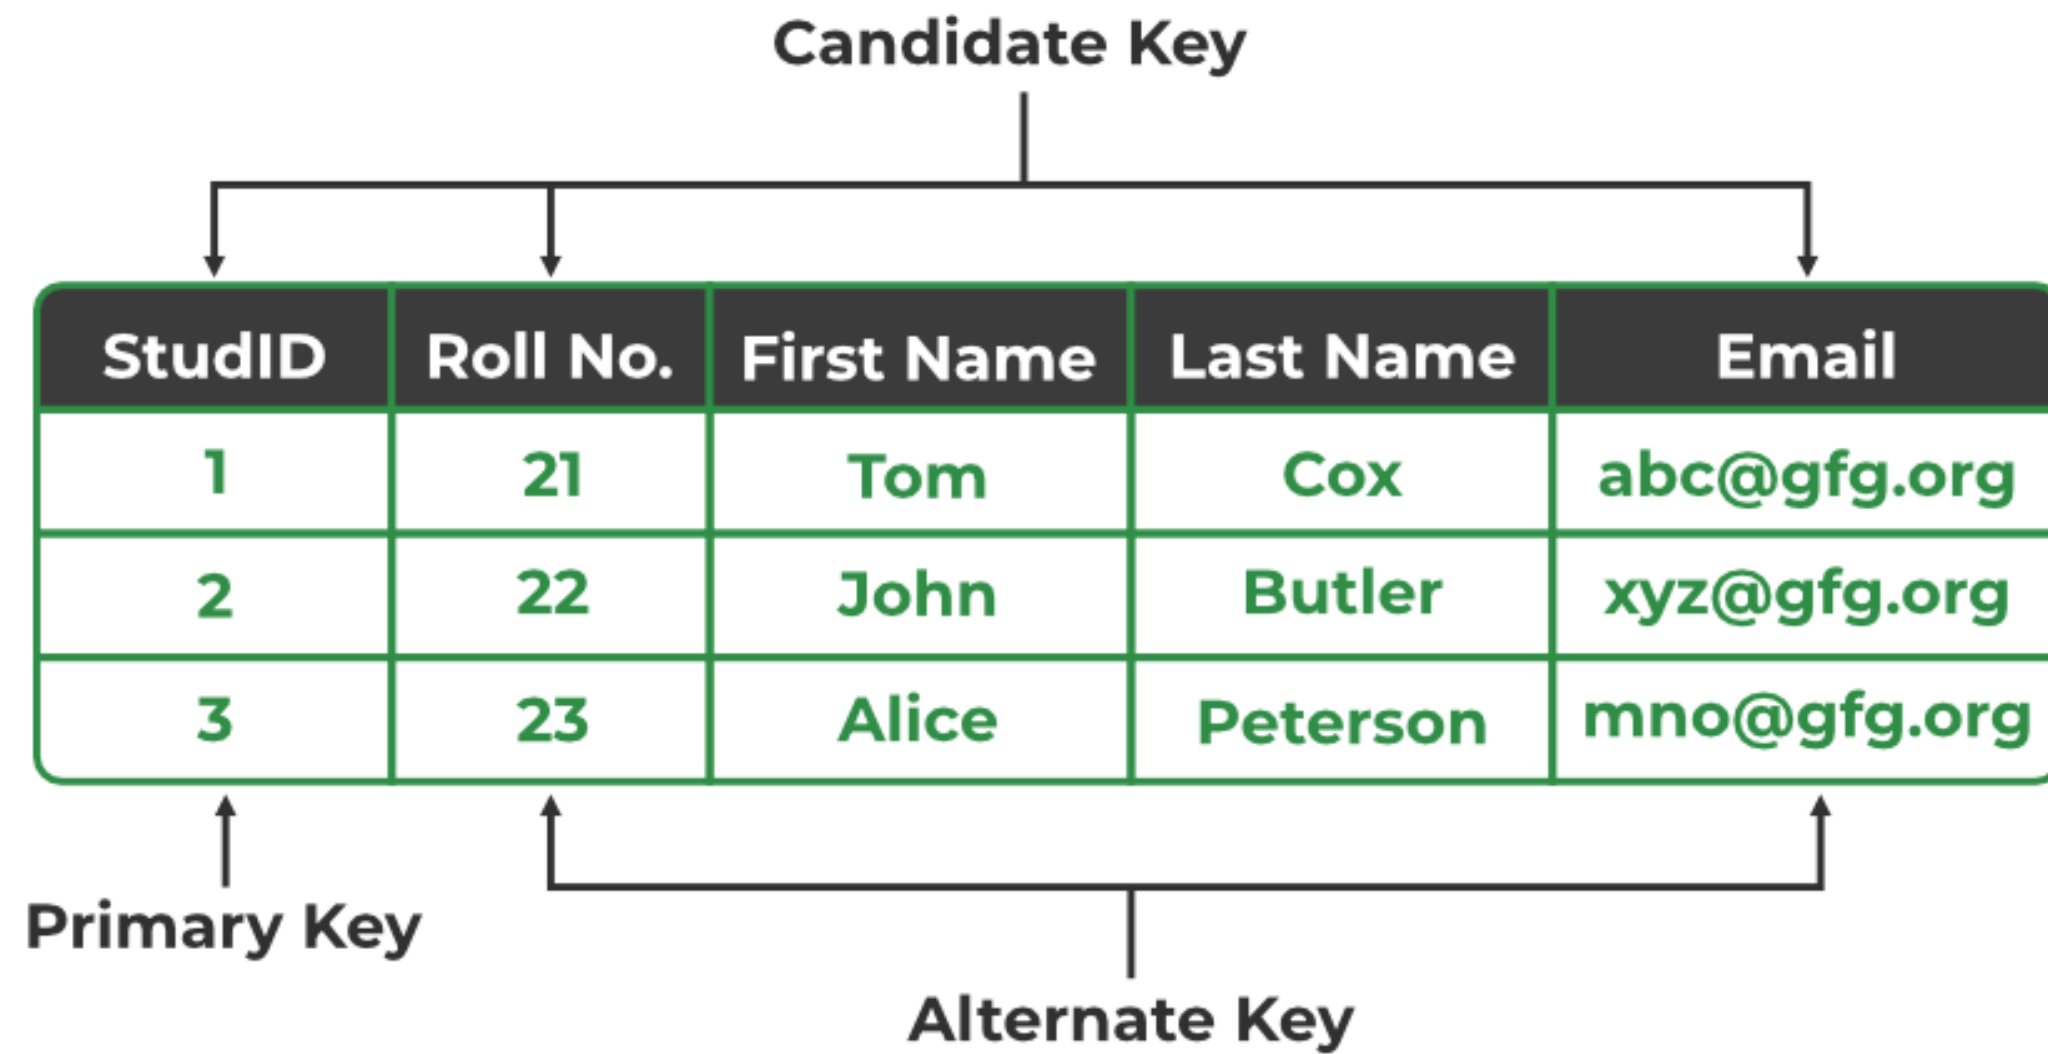 Candidate Key
StudID Roll No. First Name Last Name Email
1 21 Tom Cox abc@gfg.org
2 22 John Butler xyz@gfg.org
3 23 Alice Peterson mno@gfg.org
Primary Key
Alternate Key